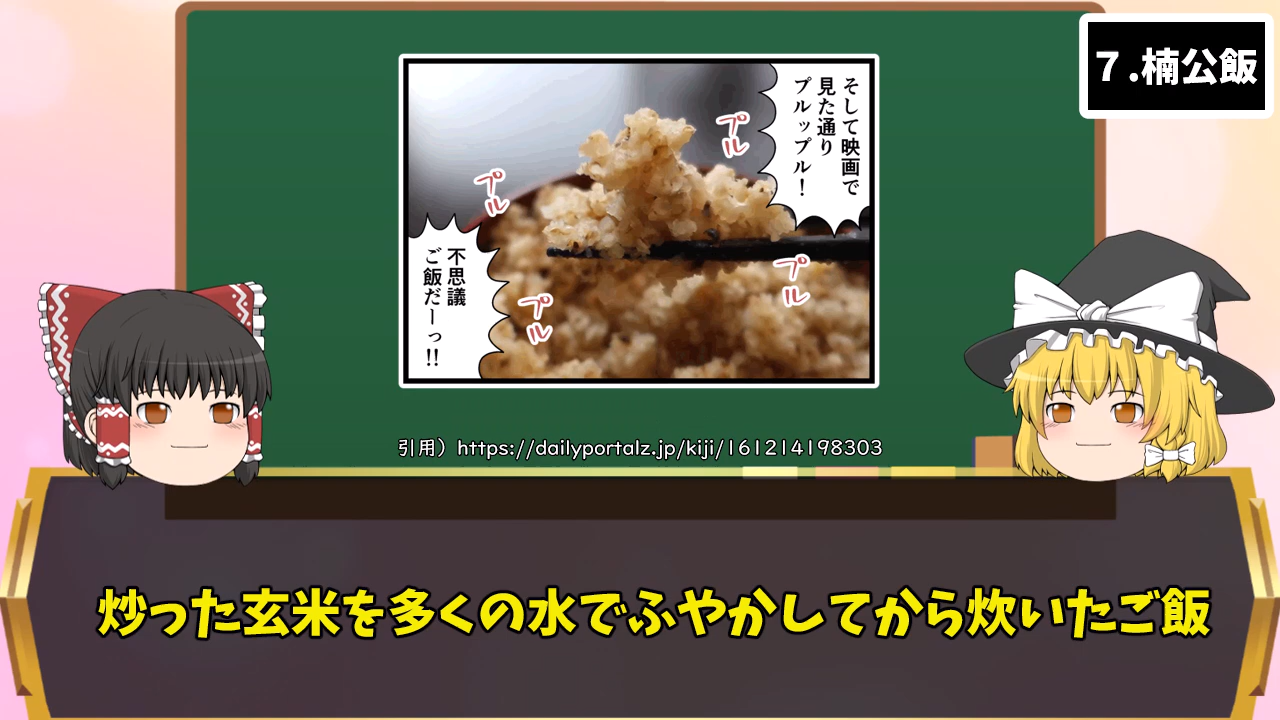 ７.楠公飯
そして映画で
見た通り
プルップル！
プル
プル
プル
プル
不思議
ご飯だーっ!!
引用）https://dailyportalz.jp/kiji/161214198303
炒った玄米を多くの水でふやかしてから炊いたご飯